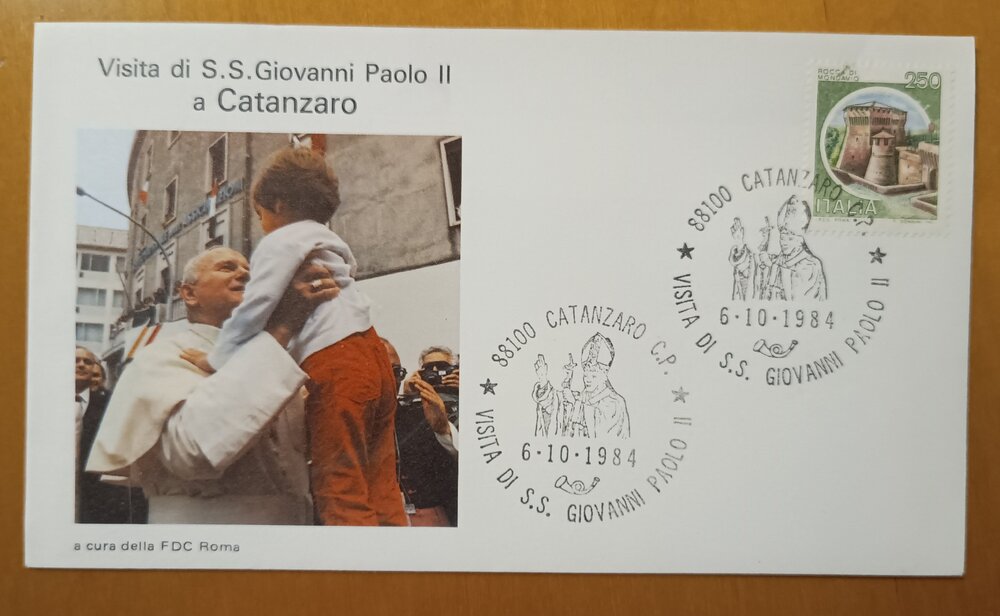 Visita di S.S.Giovanni Paolo II
a Catanzaro
ROCCA DI
MONDAVIO
250
ITALIA
88100 CATANZARO C.P.
6·10·1984
★ VISITA DI S.S. GIOVANNI PAOLO II ★
88100 CATANZARO C.P.
6·10·1984
★ VISITA DI S.S. GIOVANNI PAOLO II ★
a cura della FDC Roma